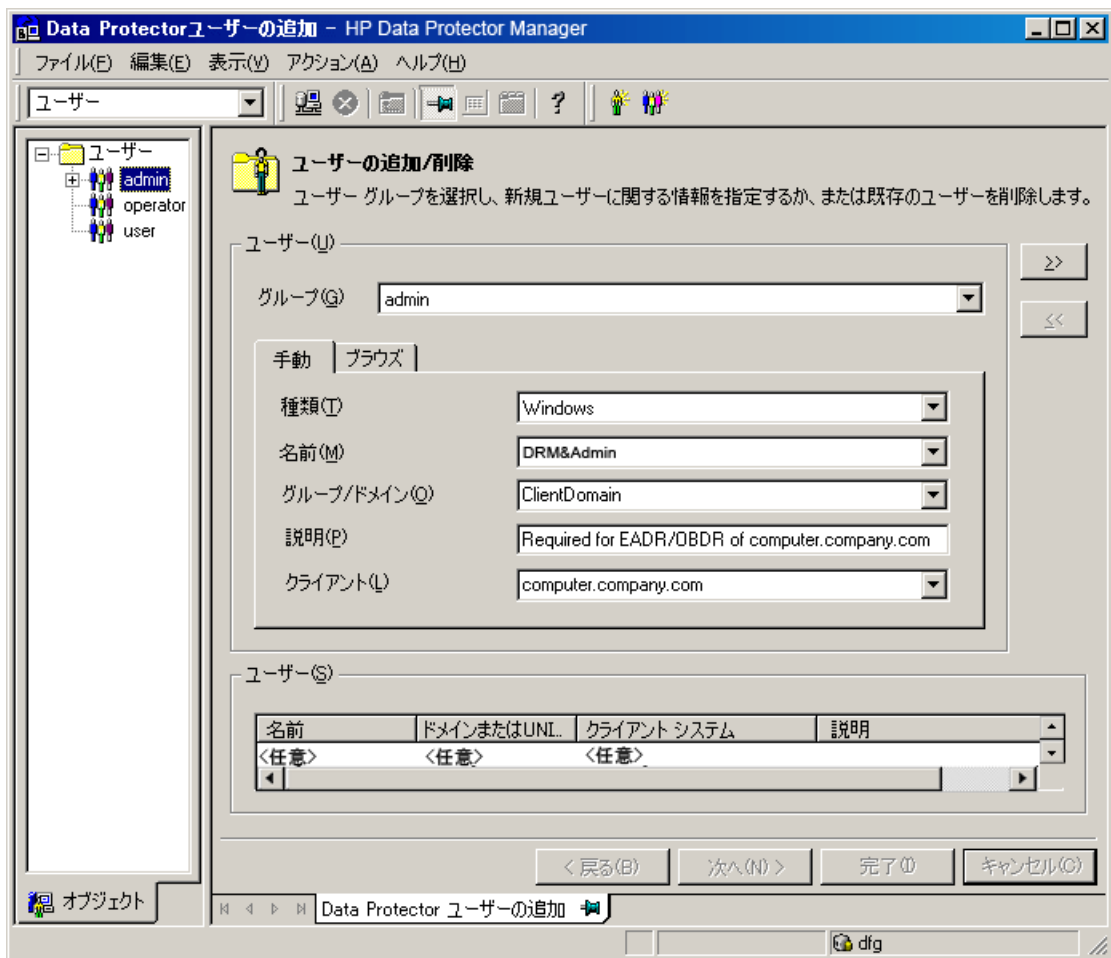 Data Protectorユーザーの追加 - HP Data Protector Manager
ファイル(F) 編集(E) 表示(V) アクション(A) ヘルプ(H)
ユーザー
ユーザー
admin
operator
user
ユーザーの追加/削除
ユーザー グループを選択し、新規ユーザーに関する情報を指定するか、または既存のユーザーを削除します。
ユーザー(U)
>>
<<
グループ(G) admin
手動 ブラウズ
種類(T) Windows
名前(M) DRM&Admin
グループ/ドメイン(O) ClientDomain
説明(P) Required for EADR/OBDR of computer.company.com
クライアント(L) computer.company.com
ユーザー(S)
名前 ドメインまたはUNI... クライアント システム 説明
<任意> <任意> <任意>
< 戻る(B) 次へ(N) > 完了(I) キャンセル(C)
オブジェクト
Data Protector ユーザーの追加
dfg